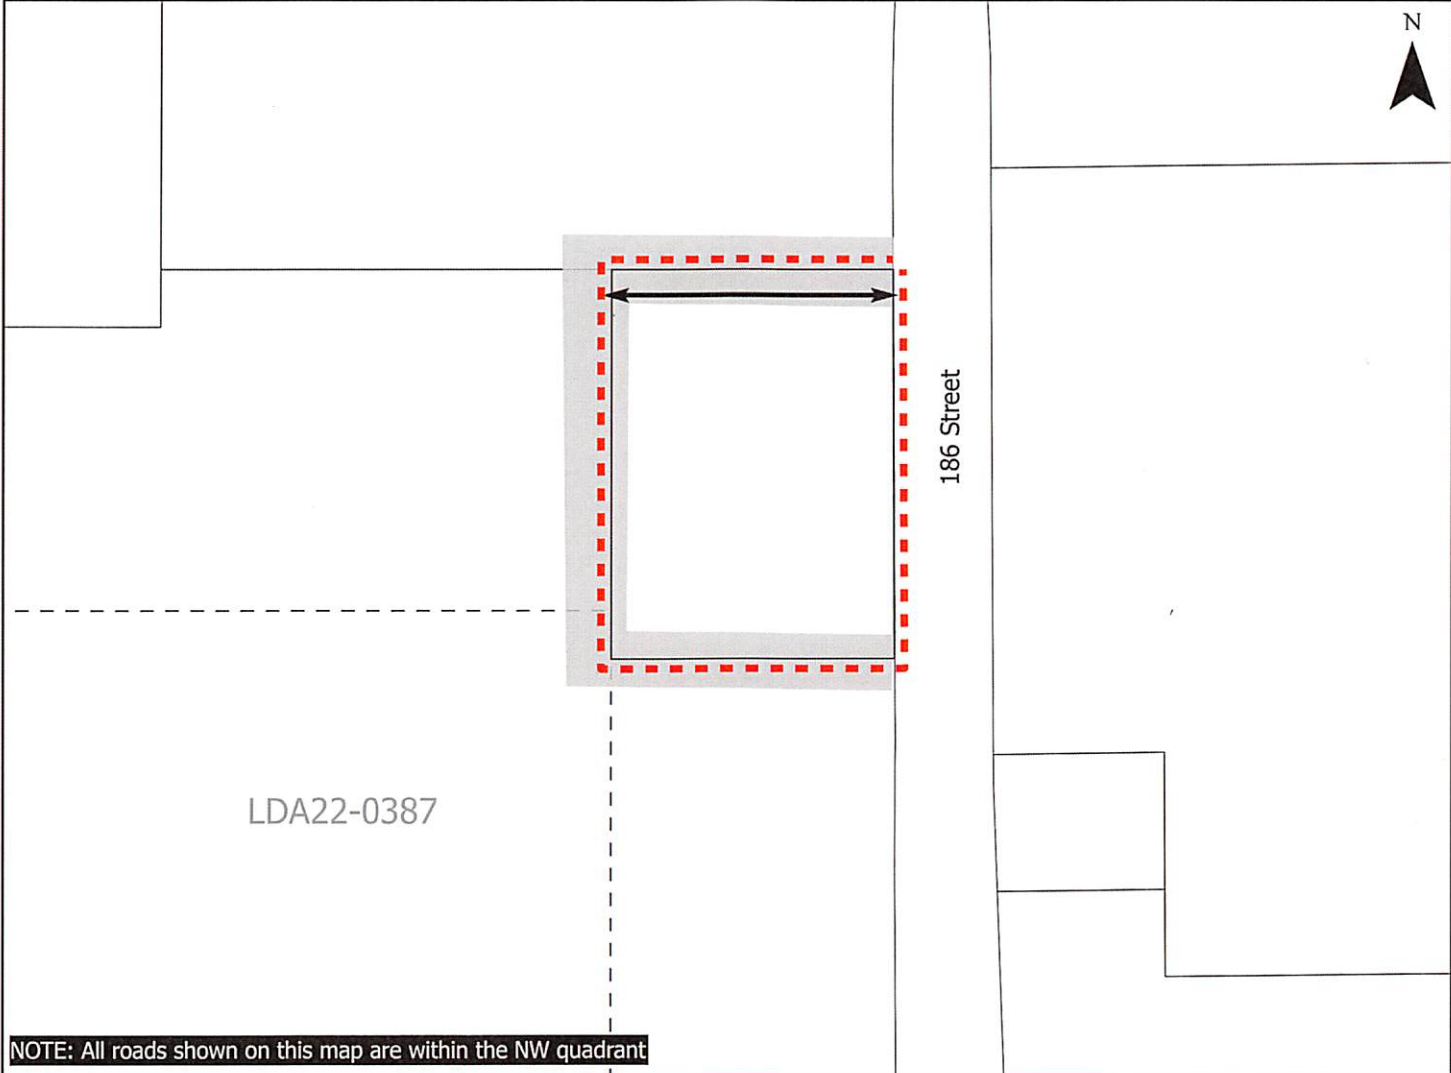 N
186 Street
LDA22-0387
NOTE: All roads shown on this map are within the NW quadrant